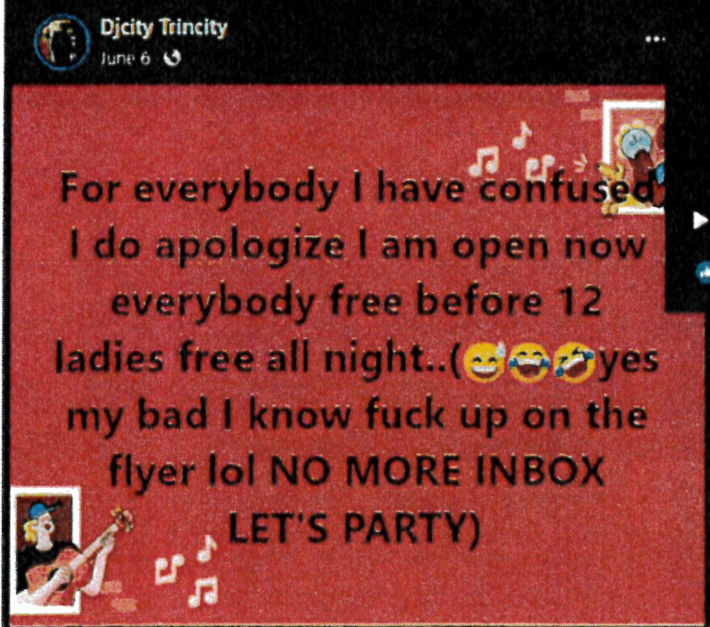 Djcity Trincity
June 6
For everybody I have confused
I do apologize I am open now
everybody free before 12
ladies free all night..(😅😂🤣yes
my bad I know fuck up on the
flyer lol NO MORE INBOX
LET'S PARTY)